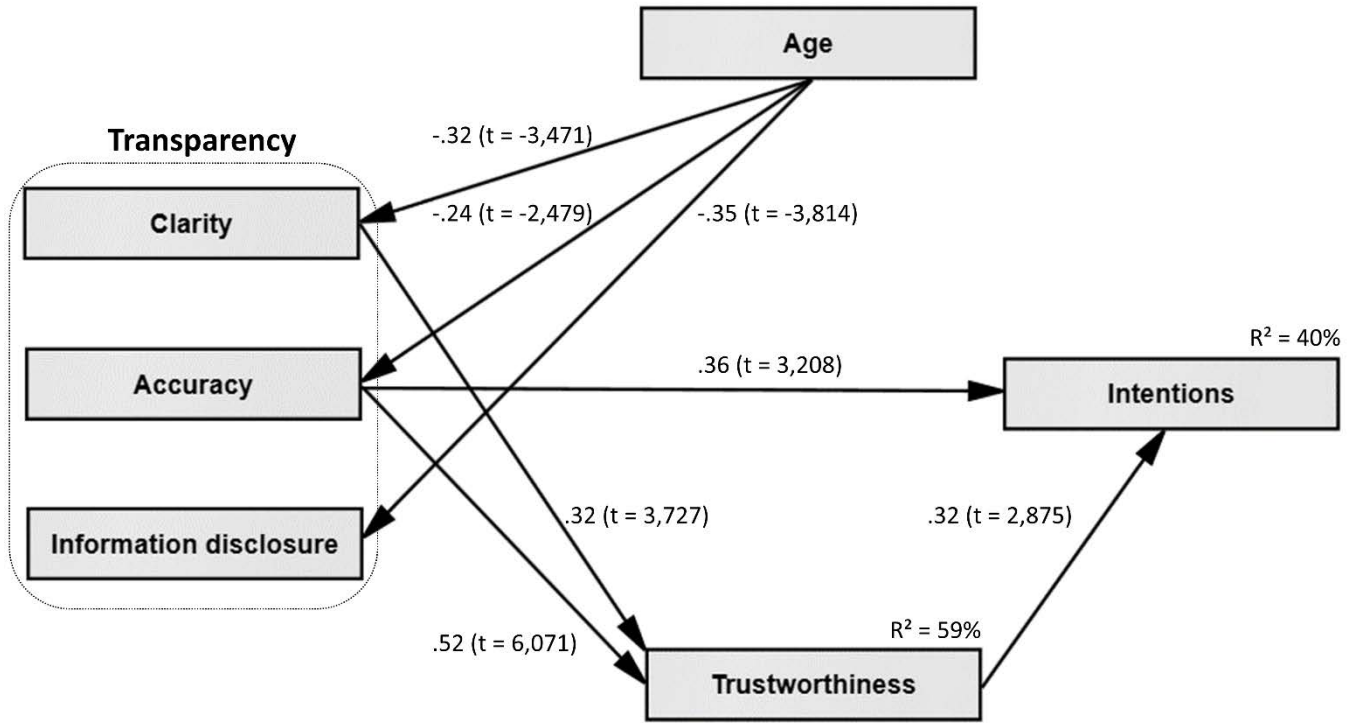 Age
Transparency
-.32 (t = -3,471)
Clarity
-.24 (t = -2,479)
-.35 (t = -3,814)
R² = 40%
Accuracy
.36 (t = 3,208)
Intentions
Information disclosure
.32 (t = 3,727)
.32 (t = 2,875)
R² = 59%
.52 (t = 6,071)
Trustworthiness